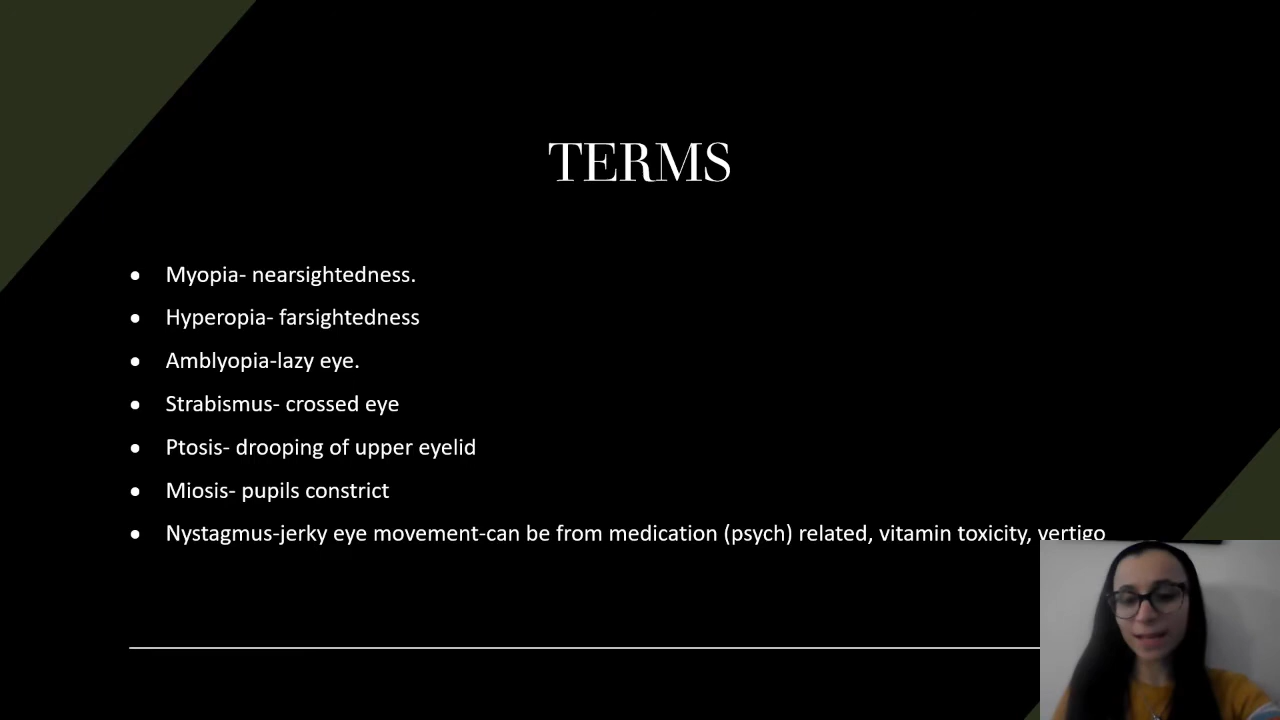 TERMS
• Myopia- nearsightedness.
• Hyperopia- farsightedness
• Amblyopia-lazy eye.
• Strabismus- crossed eye
• Ptosis- drooping of upper eyelid
• Miosis- pupils constrict
• Nystagmus-jerky eye movement-can be from medication (psych) related, vitamin toxicity, vertigo